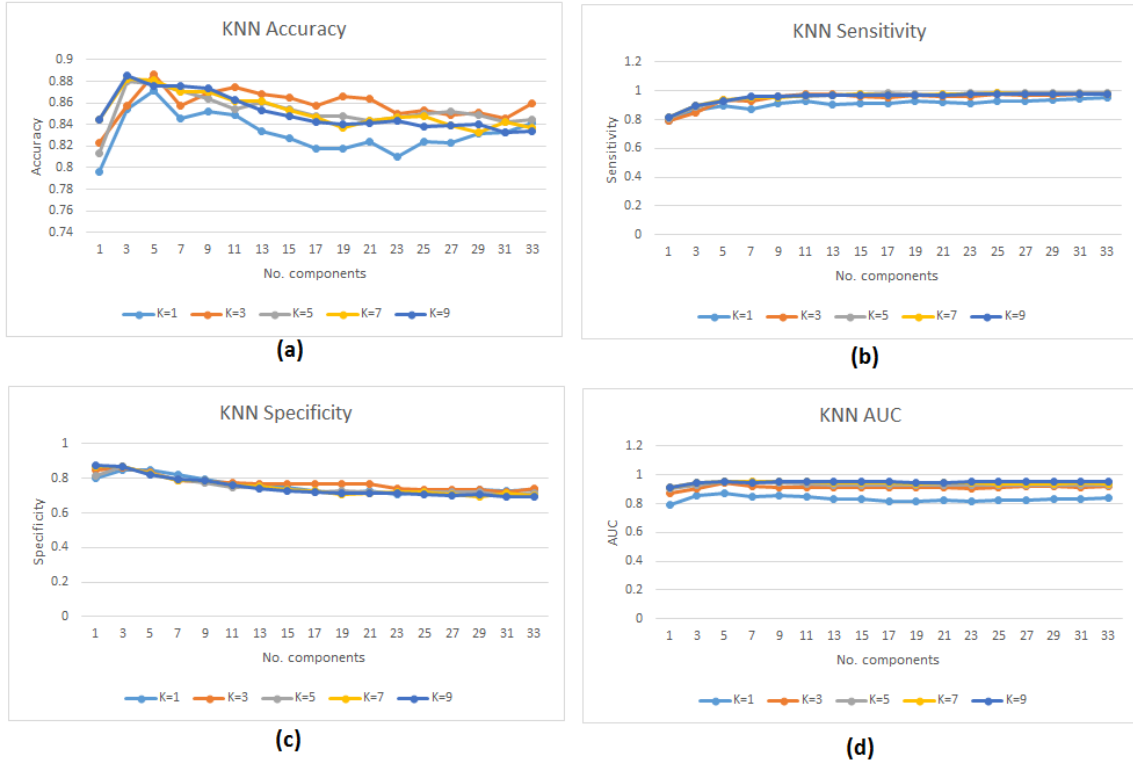 KNN Accuracy
0.9
0.88
0.86
0.84
0.82
0.8
0.78
0.76
0.74
Accuracy
1 3 5 7 9 11 13 15 17 19 21 23 25 27 29 31 33
No. components
K=1 K=3 K=5 K=7 K=9
(a)
KNN Sensitivity
1.2
1
0.8
0.6
0.4
0.2
0
Sensitivity
1 3 5 7 9 11 13 15 17 19 21 23 25 27 29 31 33
No. components
K=1 K=3 K=5 K=7 K=9
(b)
KNN Specificity
1
0.8
0.6
0.4
0.2
0
Specificity
1 3 5 7 9 11 13 15 17 19 21 23 25 27 29 31 33
No. components
K=1 K=3 K=5 K=7 K=9
(c)
KNN AUC
1.2
1
0.8
0.6
0.4
0.2
0
AUC
1 3 5 7 9 11 13 15 17 19 21 23 25 27 29 31 33
No. components
K=1 K=3 K=5 K=7 K=9
(d)